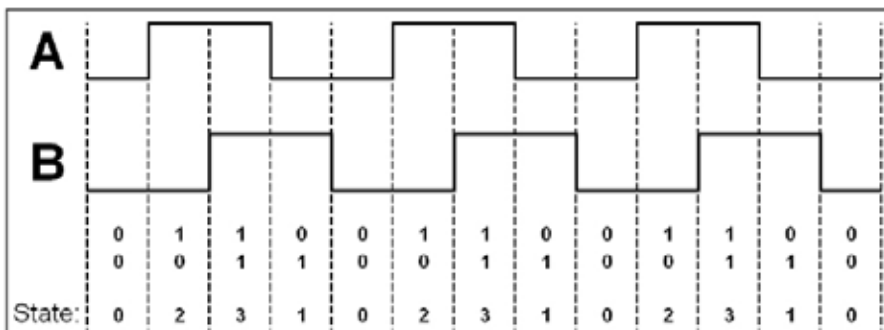 A
B
0 1 1 0 0 1 1 0 0 1 1 0 0
0 0 1 1 0 0 1 1 0 0 1 1 0
State: 0 2 3 1 0 2 3 1 0 2 3 1 0